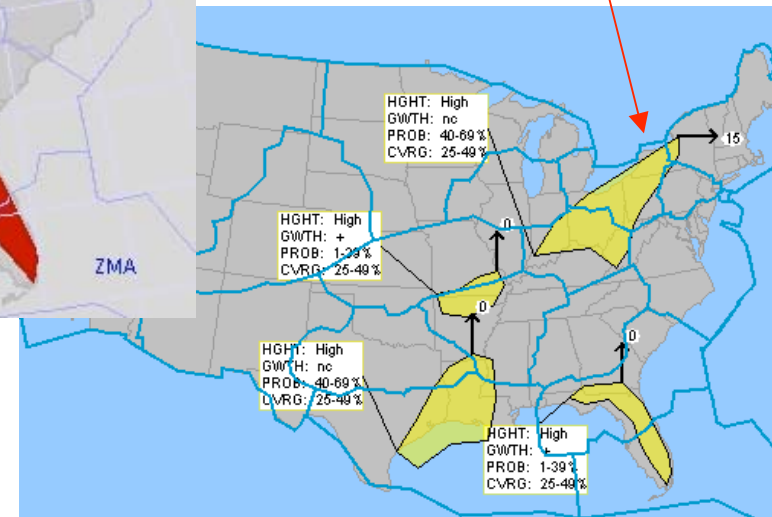 HGHT: High
GWTH: nc
PROB: 40-69%
CVRG: 25-49%
15
HGHT: High
GWTH: +
PROB: 1-39%
CVRG: 25-49%
0
ZMA
0
HGHT: High
GWTH: nc
PROB: 40-69%
CVRG: 25-49%
0
HGHT: High
GWTH: +
PROB: 1-39%
CVRG: 25-49%